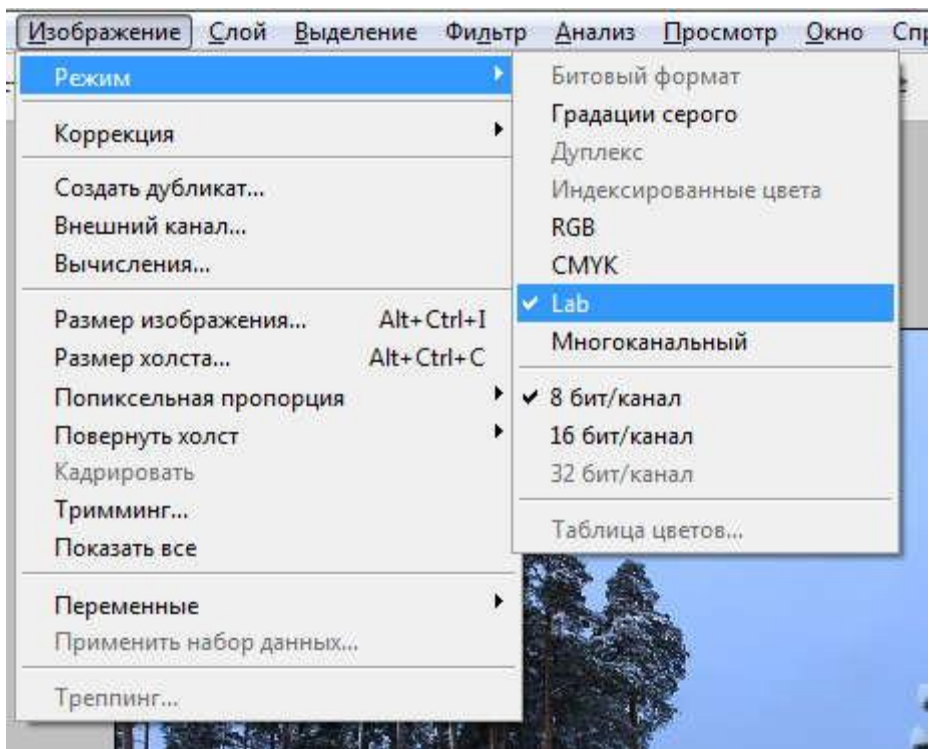 Изображение Слой Выделение Фильтр Анализ Просмотр Окно
Режим
Коррекция
Создать дубликат...
Внешний канал...
Вычисления...
Размер изображения... Alt+Ctrl+I
Размер холста... Alt+Ctrl+C
Попиксельная пропорция
Повернуть холст
Кадрировать
Тримминг...
Показать все
Переменные
Применить набор данных...
Треппинг...
Битовый формат
Градации серого
Дуплекс
Индексированные цвета
RGB
CMYK
Lab
Многоканальный
8 бит/канал
16 бит/канал
32 бит/канал
Таблица цветов...